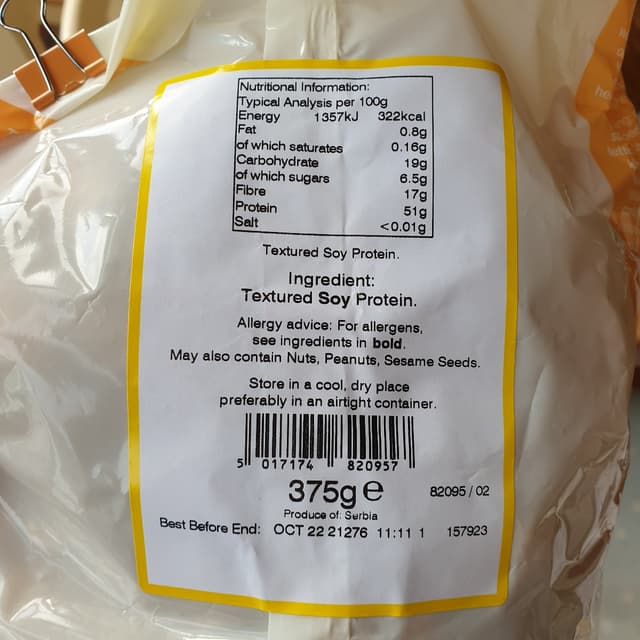 Nutritional Information:
Typical Analysis per 100g
Energy 1357kJ 322kcal
Fat 0.8g
of which saturates 0.16g
Carbohydrate 19g
of which sugars 6.5g
Fibre 17g
Protein 51g
Salt <0.01g
Textured Soy Protein.
Ingredient:
Textured Soy Protein.
Allergy advice: For allergens,
see ingredients in bold.
May also contain Nuts, Peanuts, Sesame Seeds.
Store in a cool, dry place
preferably in an airtight container.
5 017174 820957
375g e 82095 / 02
Produce of: Serbia
Best Before End: OCT 22 21276 11:11 1 157923